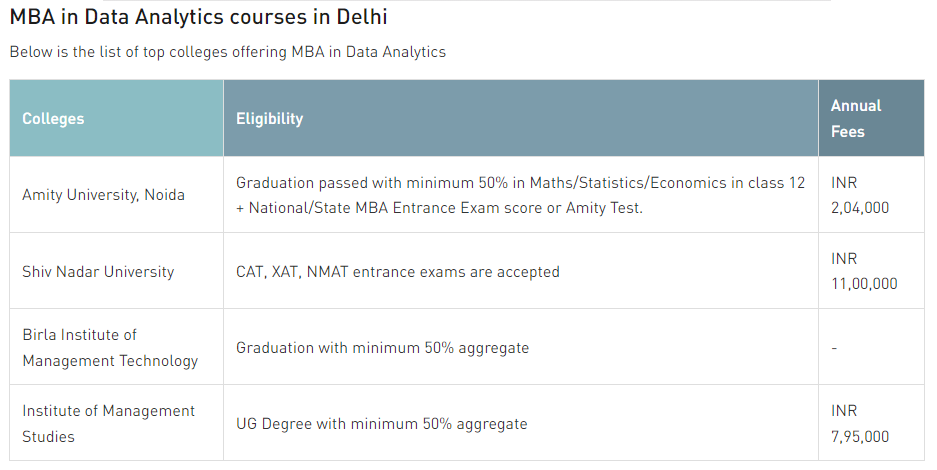 MBA in Data Analytics courses in Delhi
Below is the list of top colleges offering MBA in Data Analytics
Colleges
Eligibility
Annual
Fees
Amity University, Noida
Graduation passed with minimum 50% in Maths/Statistics/Economics in class 12
+ National/State MBA Entrance Exam score or Amity Test.
INR
2,04,000
Shiv Nadar University
CAT, XAT, NMAT entrance exams are accepted
INR
11,00,000
Birla Institute of
Management Technology
Graduation with minimum 50% aggregate
-
Institute of Management
Studies
UG Degree with minimum 50% aggregate
INR
7,95,000